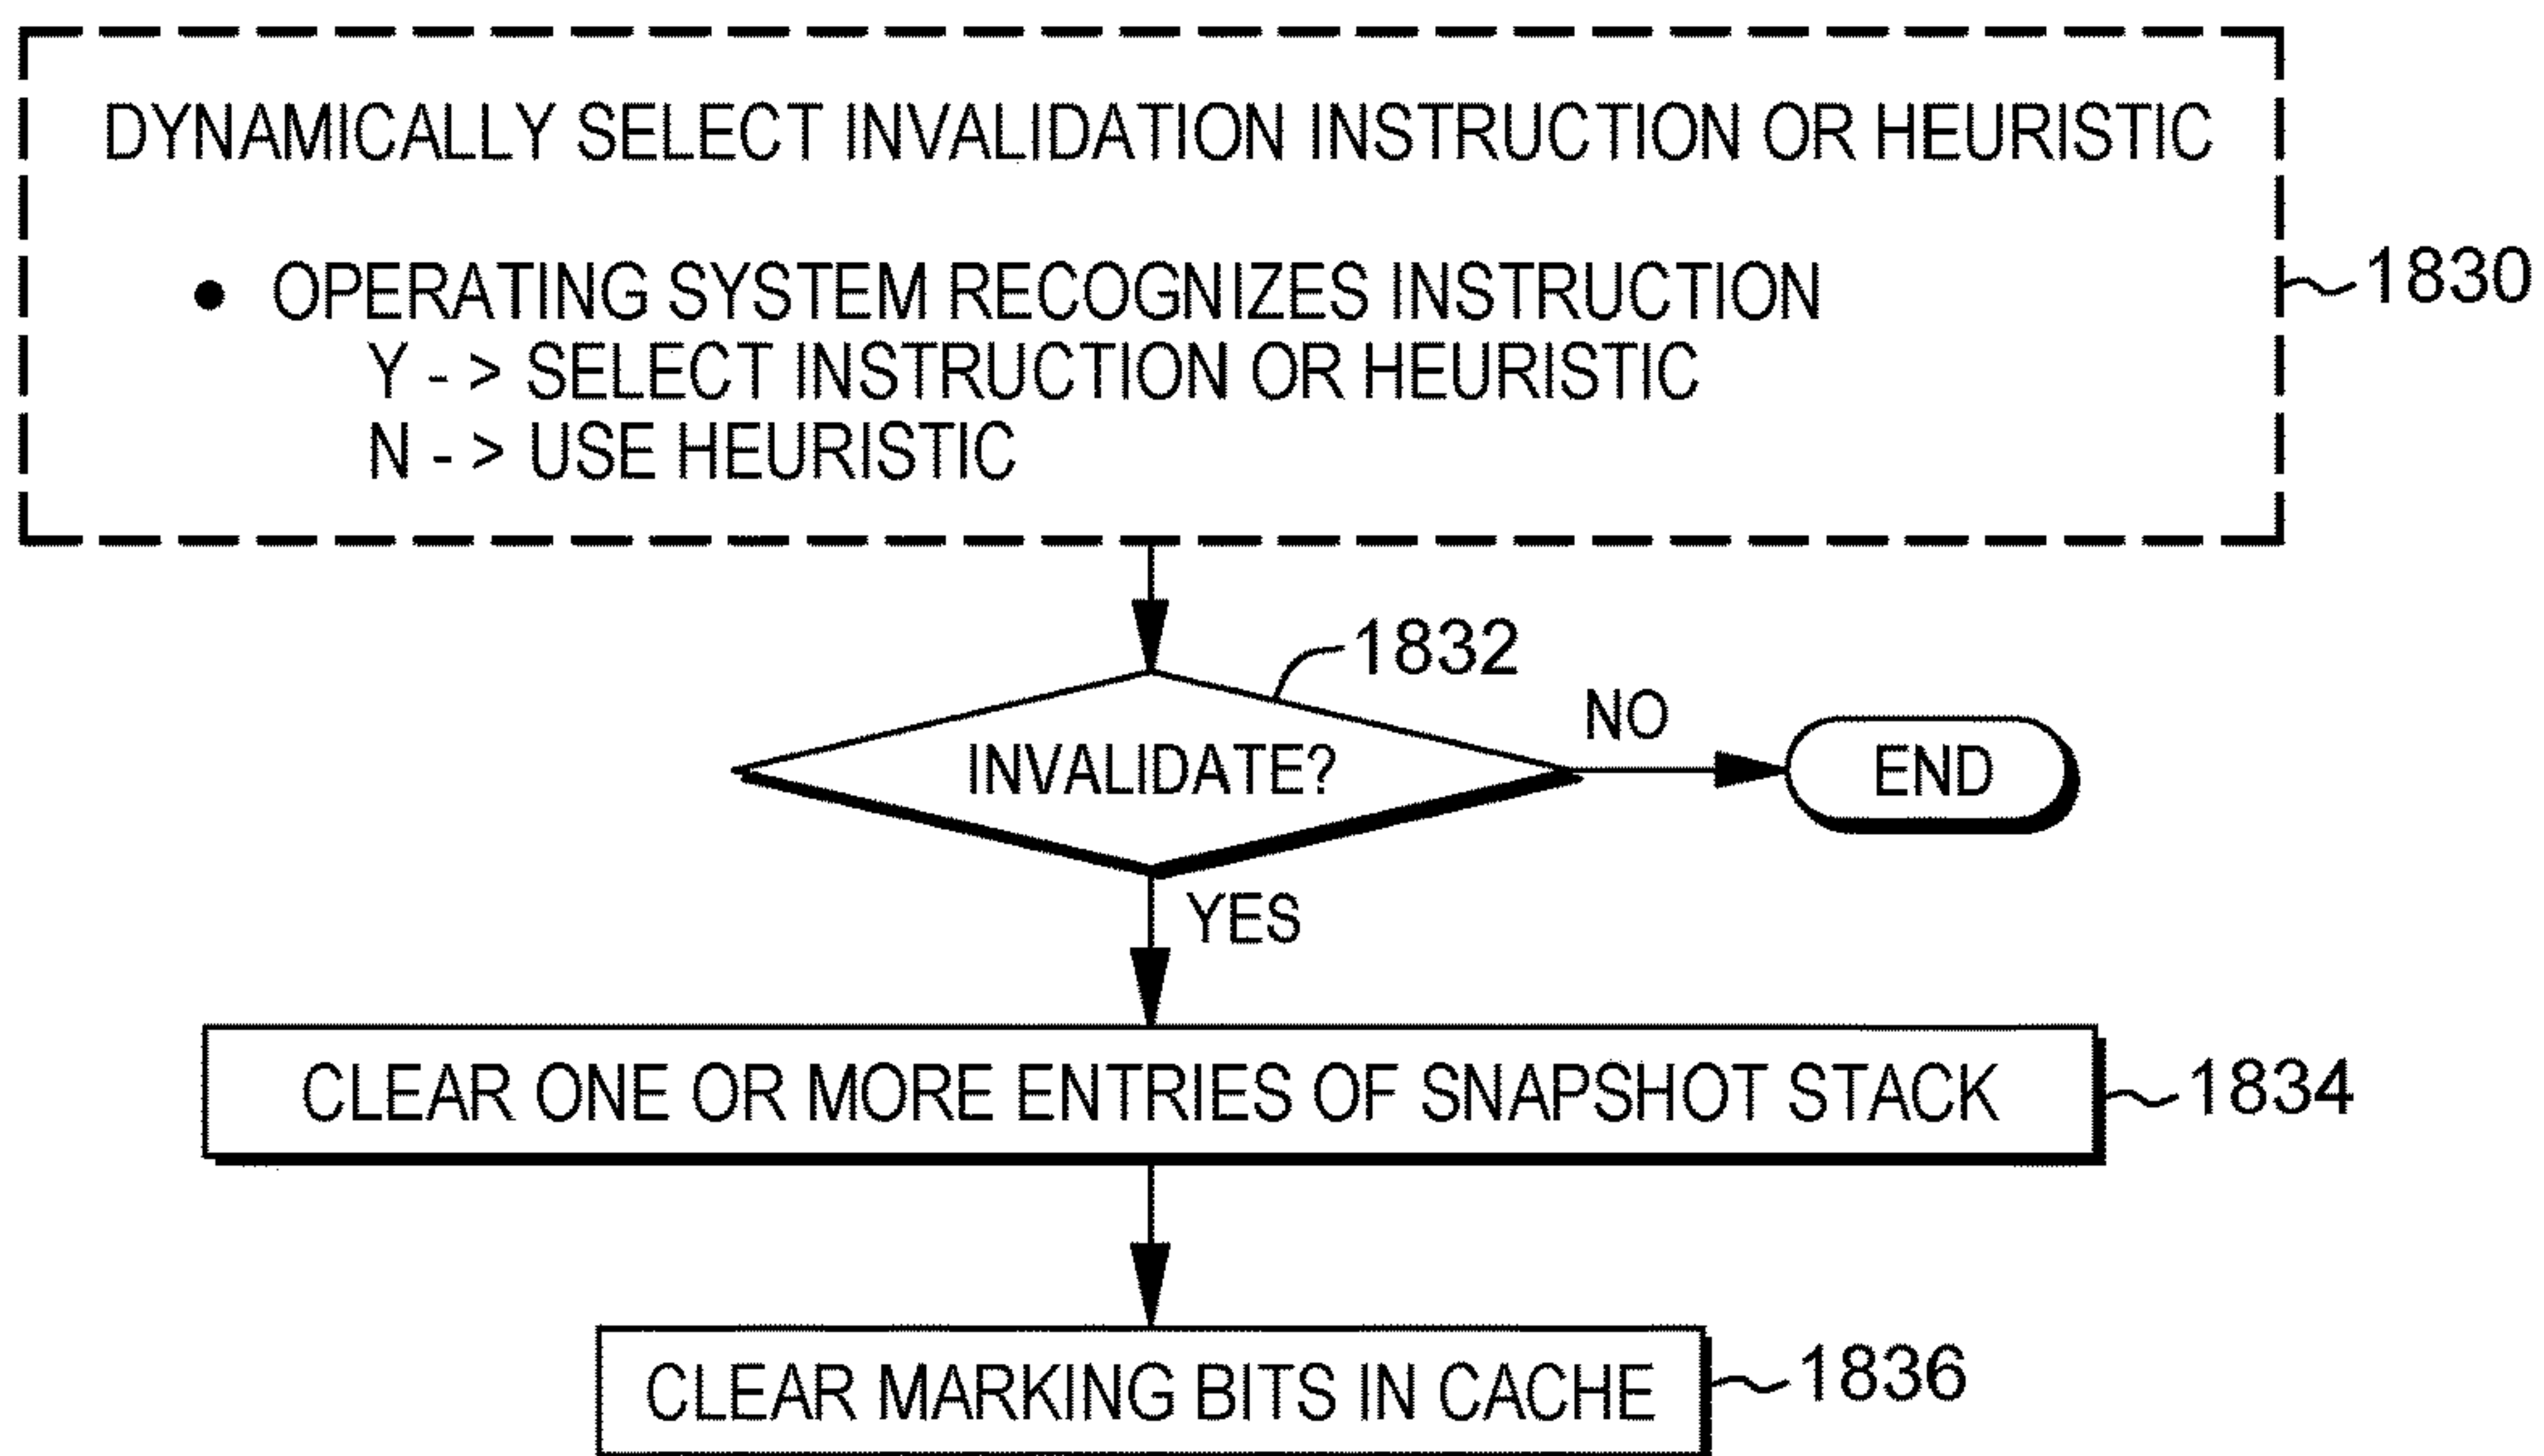 DYNAMICALLY SELECT INVALIDATION INSTRUCTION OR HEURISTIC
• OPERATING SYSTEM RECOGNIZES INSTRUCTION
Y - > SELECT INSTRUCTION OR HEURISTIC
N - > USE HEURISTIC
1830
1832
INVALIDATE?
NO
END
YES
CLEAR ONE OR MORE ENTRIES OF SNAPSHOT STACK
1834
CLEAR MARKING BITS IN CACHE
1836